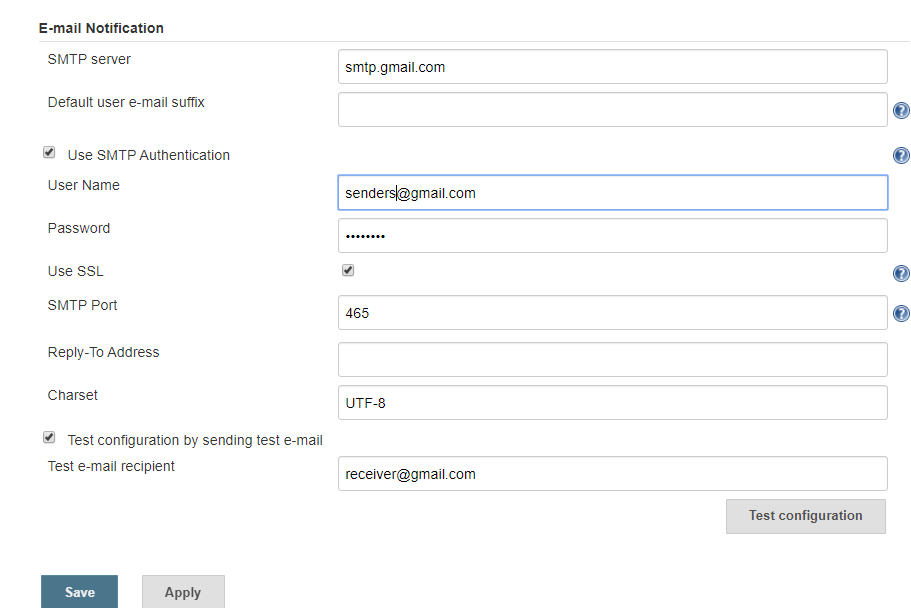 E-mail Notification
SMTP server
smtp.gmail.com
Default user e-mail suffix
Use SMTP Authentication
User Name
senders@gmail.com
Password
••••••••
Use SSL
SMTP Port
465
Reply-To Address
Charset
UTF-8
Test configuration by sending test e-mail
Test e-mail recipient
receiver@gmail.com
Test configuration
Save Apply